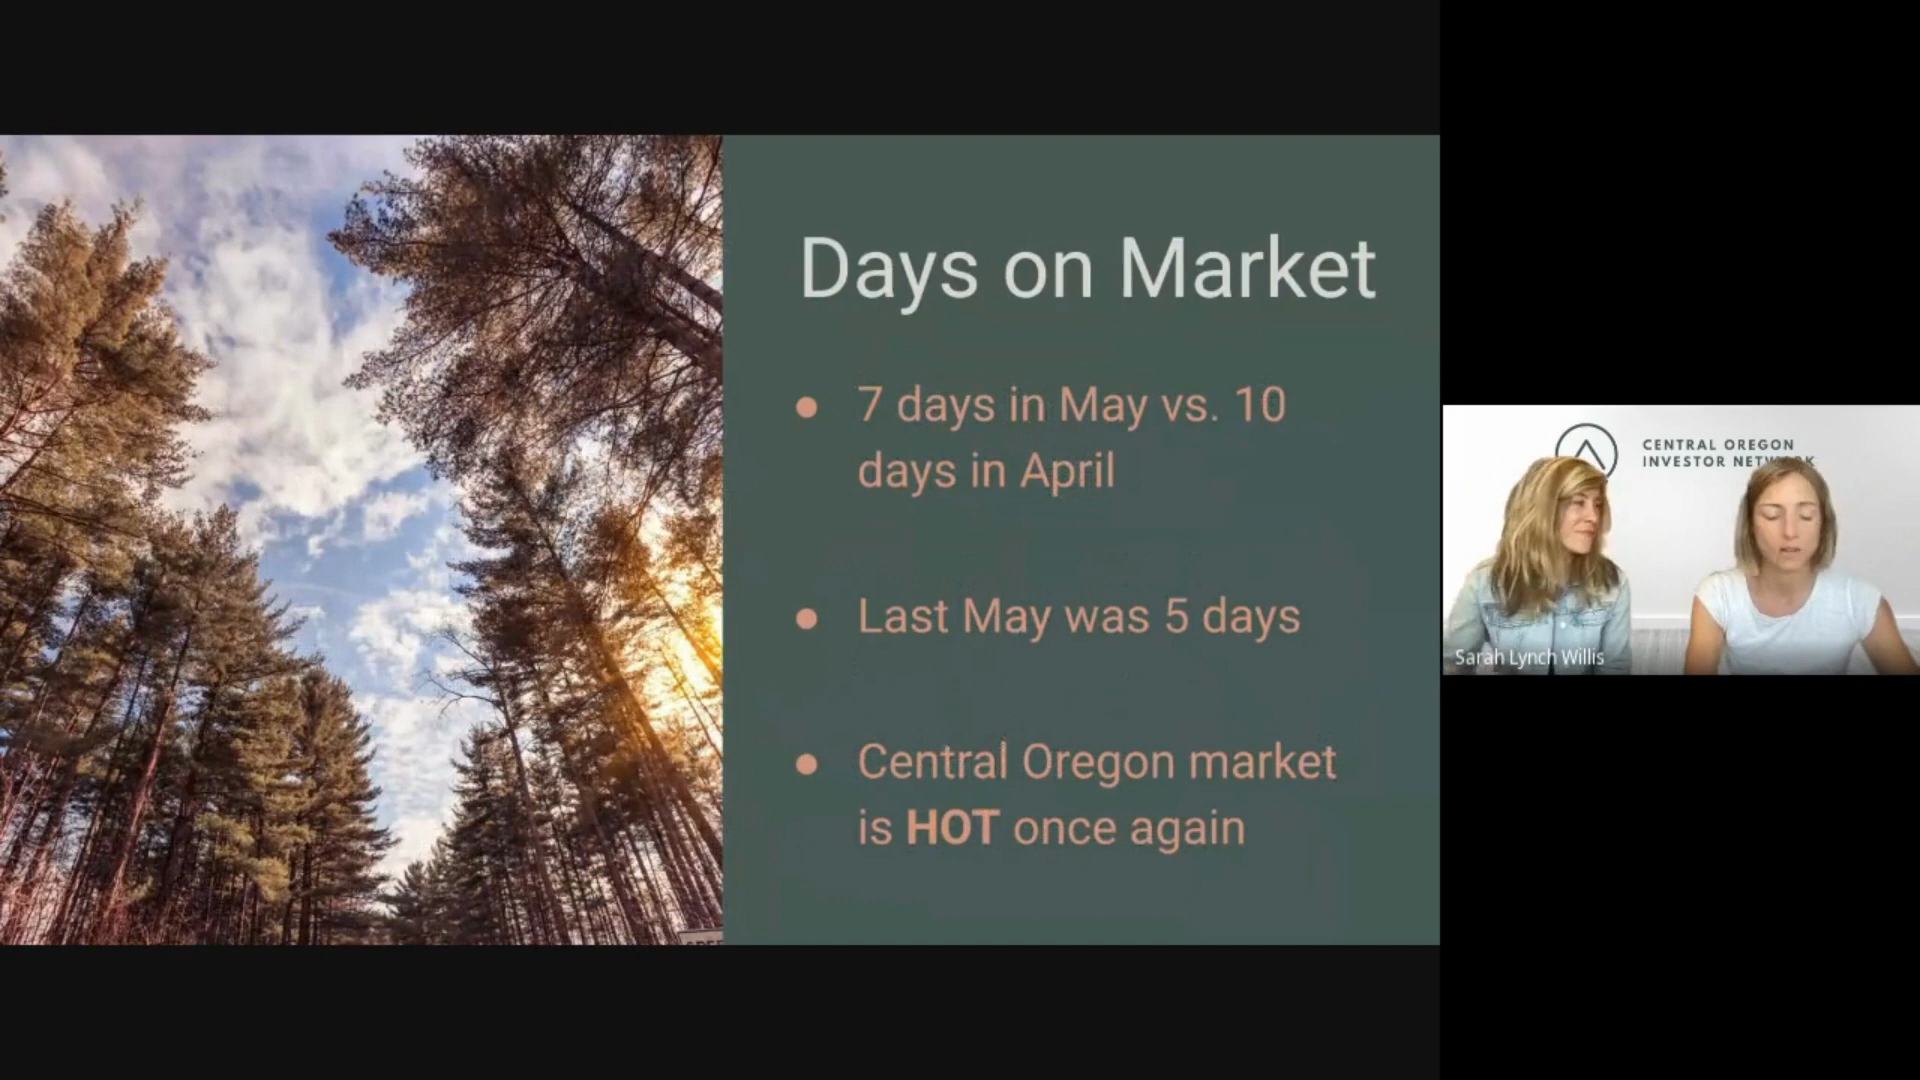 Days on Market
● 7 days in May vs. 10
days in April
● Last May was 5 days
● Central Oregon market
is HOT once again
CENTRAL OREGON
INVESTOR NETWORK
Sarah Lynch Willis